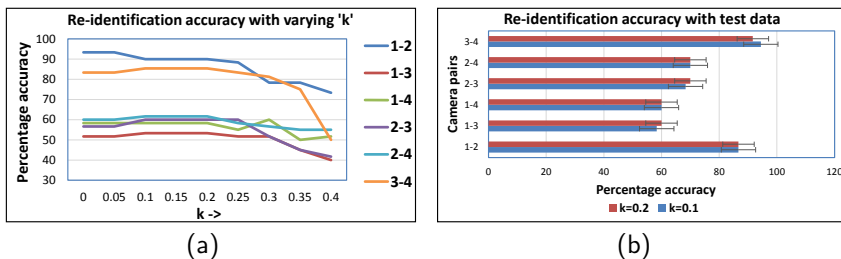 Re-identification accuracy with varying 'k'
Percentage accuracy
100
90
80
70
60
50
40
30
0 0.05 0.1 0.15 0.2 0.25 0.3 0.35 0.4
k ->
1-2
1-3
1-4
2-3
2-4
3-4
(a)
Re-identification accuracy with test data
Camera pairs
3-4
2-4
2-3
1-4
1-3
1-2
0 20 40 60 80 100 120
Percentage accuracy
k=0.2 k=0.1
(b)